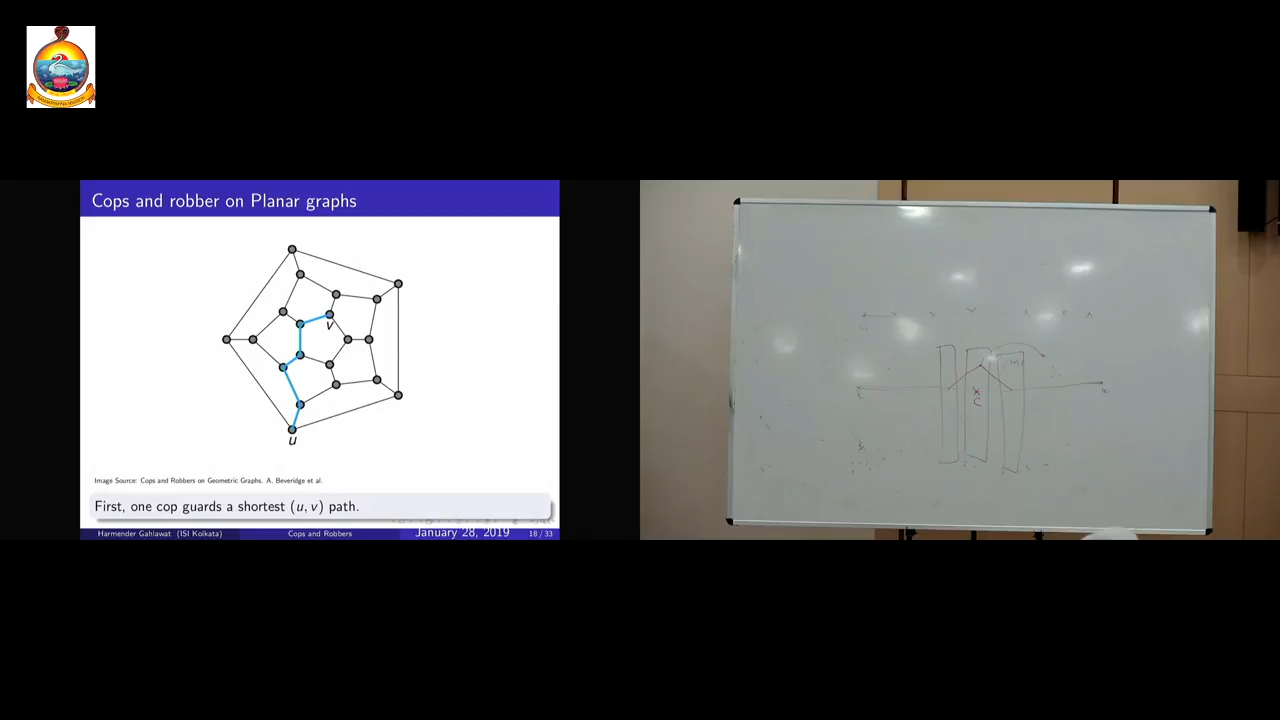 Cops and robber on Planar graphs
v
u
Image Source: Cops and Robbers on Geometric Graphs. A. Beveridge et al.
First, one cop guards a shortest (u, v) path.
Harmender Gahlawat (ISI Kolkata) Cops and Robbers January 28, 2019 18 / 33
C